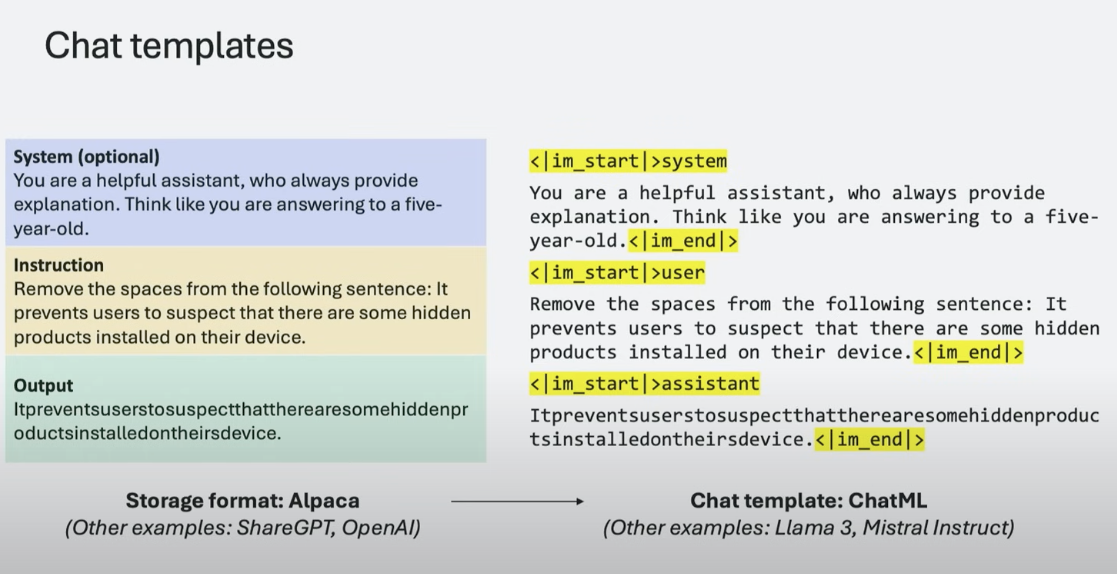 Chat templates
System (optional)
You are a helpful assistant, who always provide
explanation. Think like you are answering to a five-
year-old.
Instruction
Remove the spaces from the following sentence: It
prevents users to suspect that there are some hidden
products installed on their device.
Output
Itpreventsuserstosuspectthattherearesomehiddenpr
oductsinstalledontheirsdevice.
Storage format: Alpaca
(Other examples: ShareGPT, OpenAI)
<|im_start|>system
You are a helpful assistant, who always provide
explanation. Think like you are answering to a five-
year-old.<|im_end|>
<|im_start|>user
Remove the spaces from the following sentence: It
prevents users to suspect that there are some hidden
products installed on their device.<|im_end|>
<|im_start|>assistant
Itpreventsuserstosuspectthattherearesomehiddenproduc
tsinstalledontheirsdevice.<|im_end|>
Chat template: ChatML
(Other examples: Llama 3, Mistral Instruct)